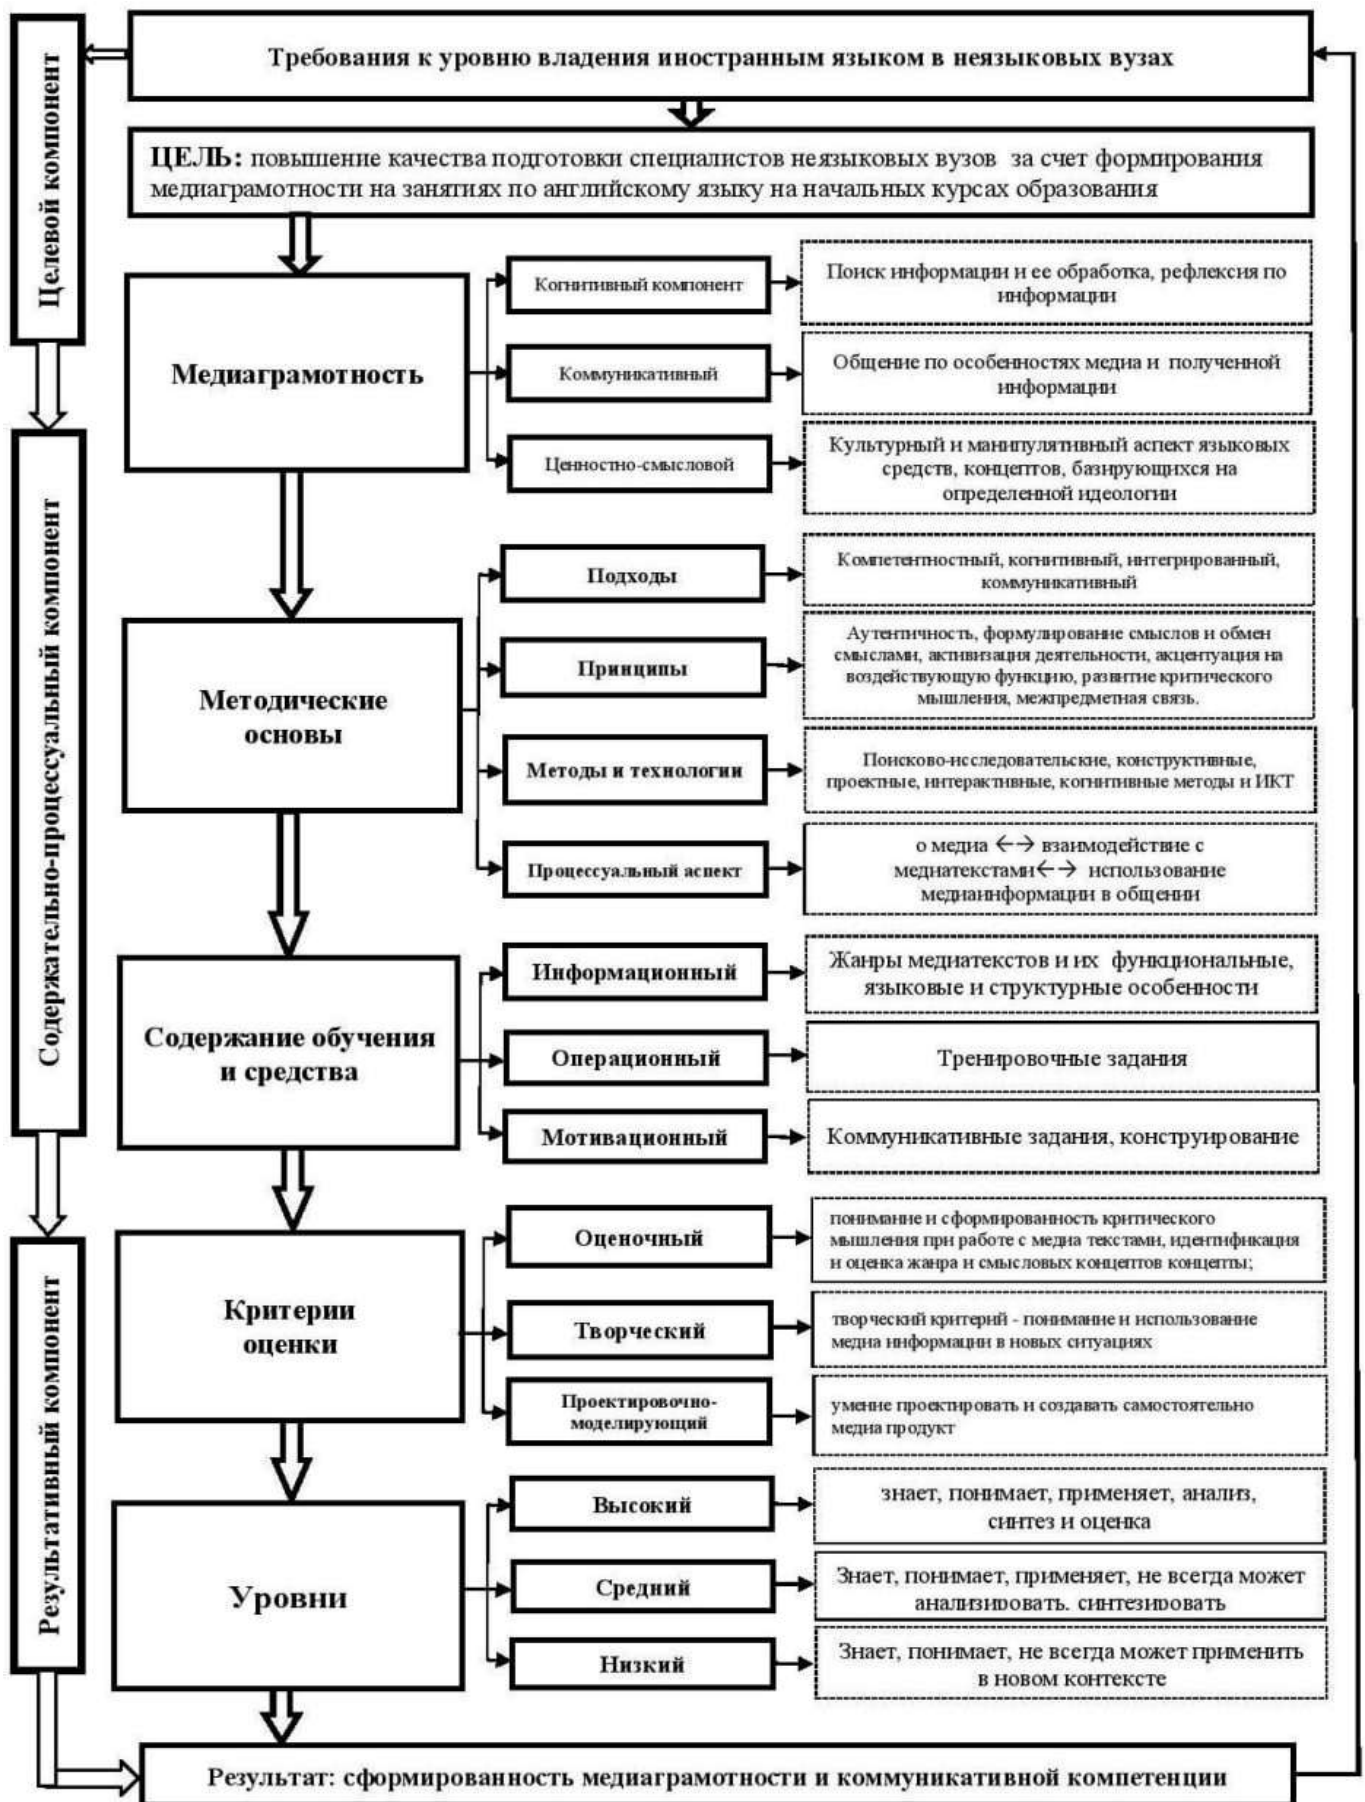 Требования к уровню владения иностранным языком в неязыковых вузах
ЦЕЛЬ: повышение качества подготовки специалистов неязыковых вузов за счет формирования
медиаграмотности на занятиях по английскому языку на начальных курсах образования
Целевой компонент
Медиаграмотность
Когнитивный компонент
Поиск информации и ее обработка, рефлексия по
информации
Коммуникативный
Общение по особенностях медиа и полученной
информации
Ценностно-смысловой
Культурный и манипулятивный аспект языковых
средств, концептов, базирующихся на
определенной идеологии
Содержательно-процессуальный компонент
Методические
основы
Подходы
Компетентностный, когнитивный, интегрированный,
коммуникативный
Принципы
Аутентичность, формулирование смыслов и обмен
смыслами, активизация деятельности, акцентуация на
воздействующую функцию, развитие критического
мышления, межпредметная связь.
Методы и технологии
Поисково-исследовательские, конструктивные,
проектные, интерактивные, когнитивные методы и ИКТ
Процессуальный аспект
о медиа ←→ взаимодействие с
медиатекстами←→ использование
медиаинформации в общении
Содержание обучения
и средства
Информационный
Жанры медиатекстов и их функциональные,
языковые и структурные особенности
Операционный
Тренировочные задания
Мотивационный
Коммуникативные задания, конструирование
Результативный компонент
Критерии
оценки
Оценочный
понимание и сформированность критического
мышления при работе с медиа текстами, идентификация
и оценка жанра и смысловых концептов концепты;
Творческий
творческий критерий - понимание и использование
медиа информации в новых ситуациях
Проектировочно-
моделирующий
умение проектировать и создавать самостоятельно
медиа продукт
Уровни
Высокий
знает, понимает, применяет, анализ,
синтез и оценка
Средний
Знает, понимает, применяет, не всегда может
анализировать. синтезировать
Низкий
Знает, понимает, не всегда может применить
в новом контексте
Результат: сформированность медиаграмотности и коммуникативной компетенции